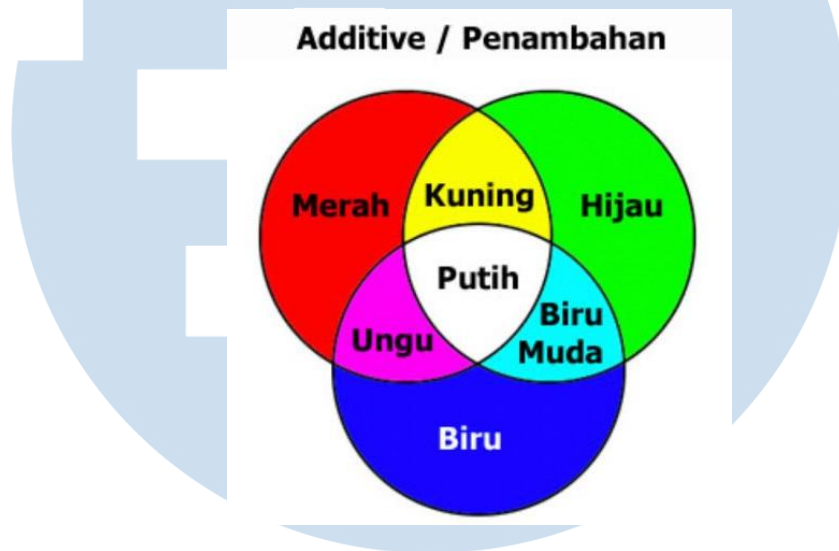 Additive / Penambahan
Merah
Kuning
Hijau
Putih
Ungu
Biru
Muda
Biru